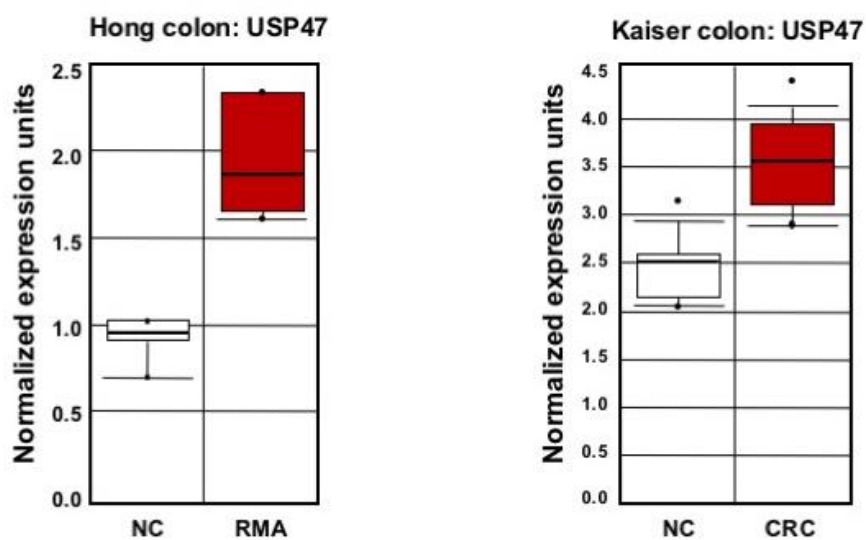 Hong colon: USP47
Normalized expression units
2.5
2.0
1.5
1.0
0.5
0.0
NC RMA
Kaiser colon: USP47
Normalized expression units
4.5
4.0
3.5
3.0
2.5
2.0
1.5
1.0
0.5
0.0
NC CRC